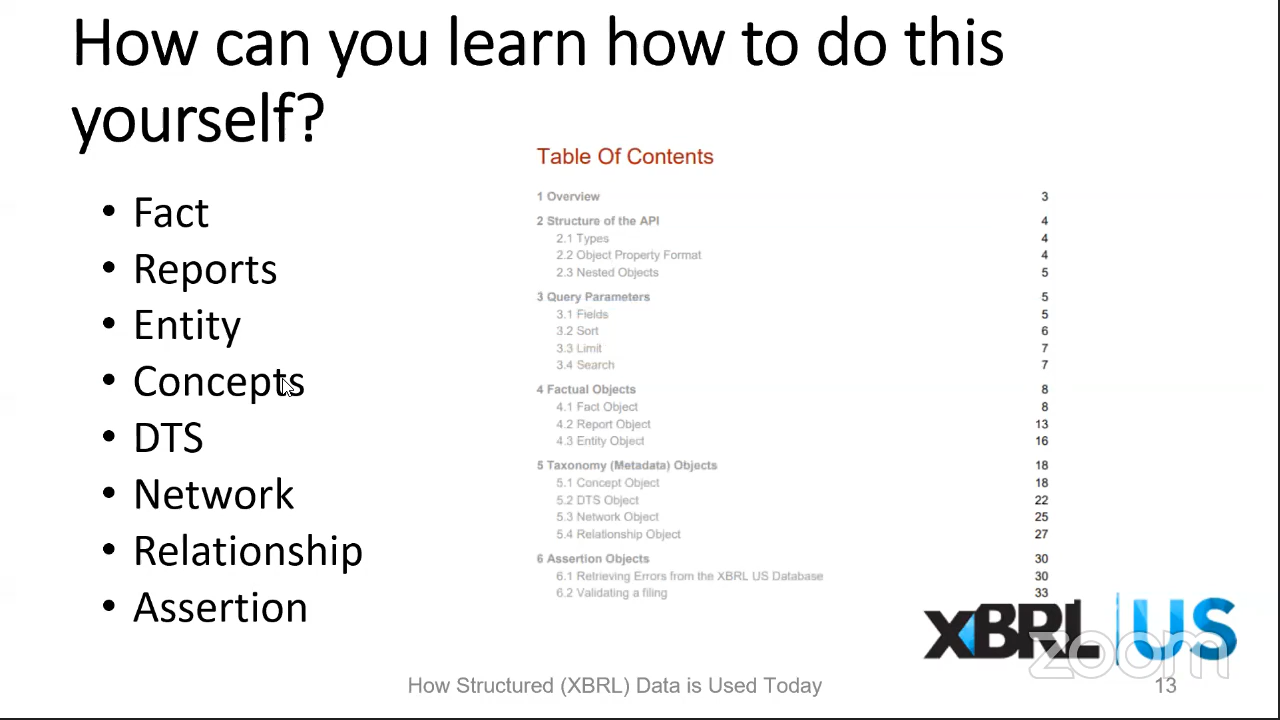 How can you learn how to do this
yourself?
• Fact
• Reports
• Entity
• Concepts
• DTS
• Network
• Relationship
• Assertion
Table Of Contents
1 Overview 3
2 Structure of the API 4
2.1 Types 4
2.2 Object Property Format 4
2.3 Nested Objects 5
3 Query Parameters 5
3.1 Fields 5
3.2 Sort 6
3.3 Limit 7
3.4 Search 7
4 Factual Objects 8
4.1 Fact Object 8
4.2 Report Object 13
4.3 Entity Object 16
5 Taxonomy (Metadata) Objects 18
5.1 Concept Object 18
5.2 DTS Object 22
5.3 Network Object 25
5.4 Relationship Object 27
6 Assertion Objects 30
6.1 Retrieving Errors from the XBRL US Database 30
6.2 Validating a filing 33
XBRL US
zoom
How Structured (XBRL) Data is Used Today 13